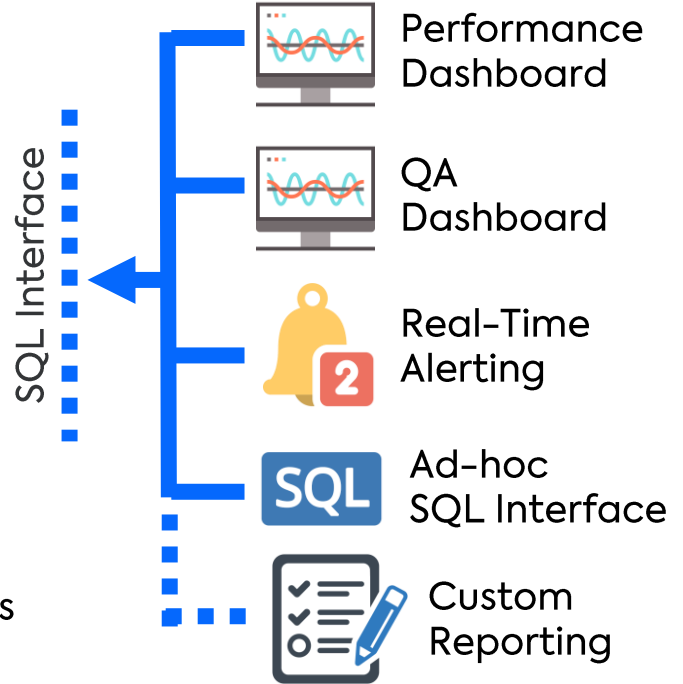 Performance
Dashboard
QA
Dashboard
SQL Interface
Real-Time
Alerting
2
SQL
Ad-hoc
SQL Interface
s
Custom
Reporting